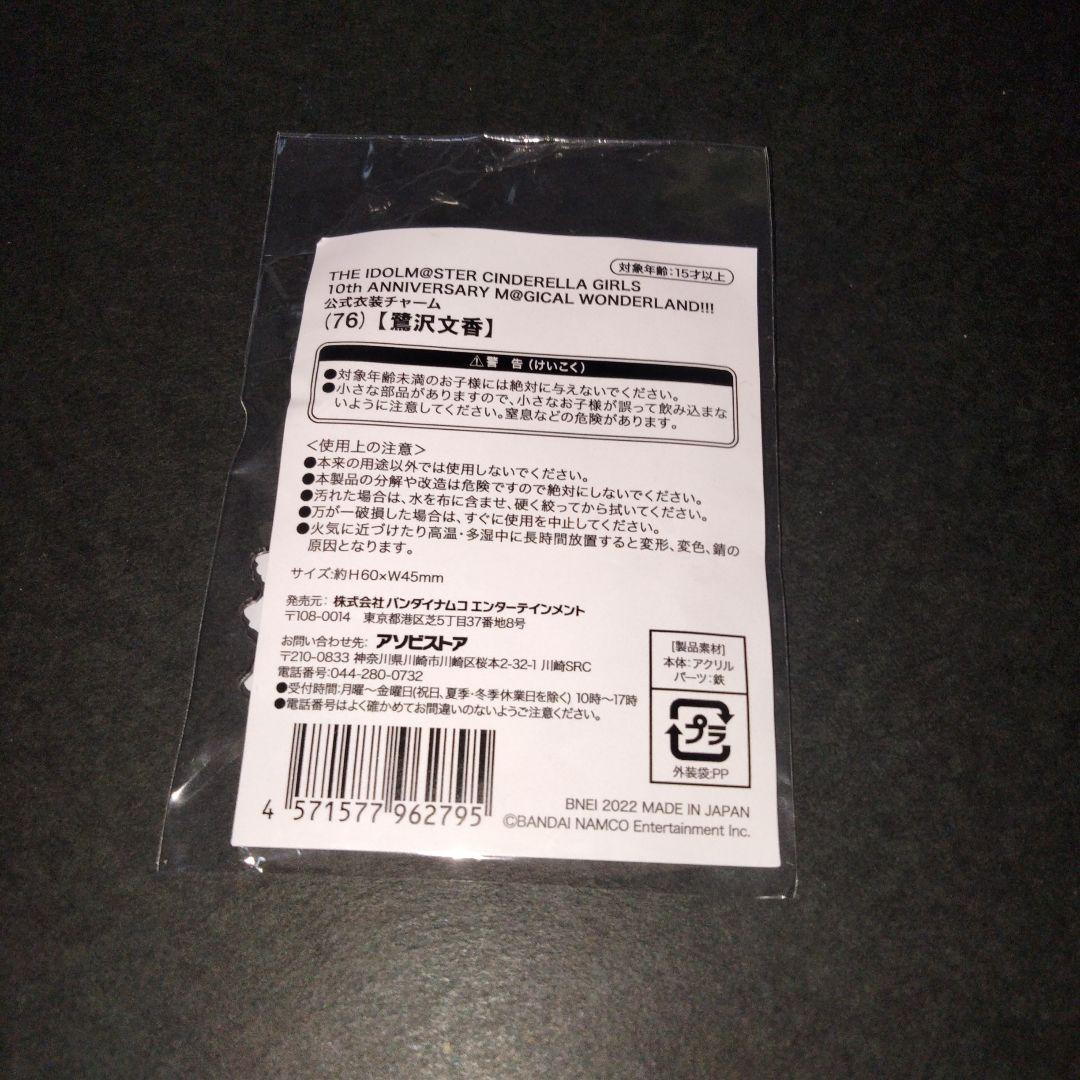 対象年齢:15才以上
THE IDOLM@STER CINDERELLA GIRLS
10th ANNIVERSARY M@GICAL WONDERLAND!!!
公式衣装チャーム
(76)【鷺沢文香】
⚠警 告(けいこく)
●対象年齢未満のお子様には絶対に与えないでください。
●小さな部品がありますので、小さなお子様が誤って飲み込まな
いように注意してください。窒息などの危険があります。
<使用上の注意>
●本来の用途以外では使用しないでください。
●本製品の分解や改造は危険ですので絶対にしないでください。
●汚れた場合は、水を布に含ませ、硬く絞ってから拭いてください。
●万が一破損した場合は、すぐに使用を中止してください。
●火気に近づけたり高温・多湿中に長時間放置すると変形、変色、錆の
原因となります。
サイズ:約H60×W45mm
発売元: 株式会社バンダイナムコエンターテインメント
〒108-0014 東京都港区芝5丁目37番地8号
お問い合わせ先: アソビストア
〒210-0833 神奈川県川崎市川崎区桜本2-32-1 川崎SRC
電話番号:044-280-0732
●受付時間:月曜～金曜日(祝日、夏季・冬季休業日を除く) 10時～17時
●電話番号はよく確かめてお間違いのないようご注意ください。
[製品素材]
本体:アクリル
パーツ:鉄
プラ
外装袋:PP
4 571577 962795
BNEI 2022 MADE IN JAPAN
©BANDAI NAMCO Entertainment Inc.